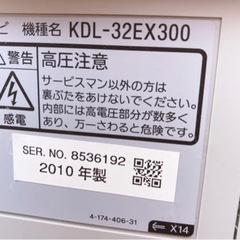 ビ 機種名 KDL-32EX300
警告
高圧注意
感電
サービスマン以外の方は
裏ぶたをあけないでください。
内部には高電圧部分が数多く
あり、万一さわると危険です。
SER. NO. 8536192
2010 年製
4-174-406-31
X14